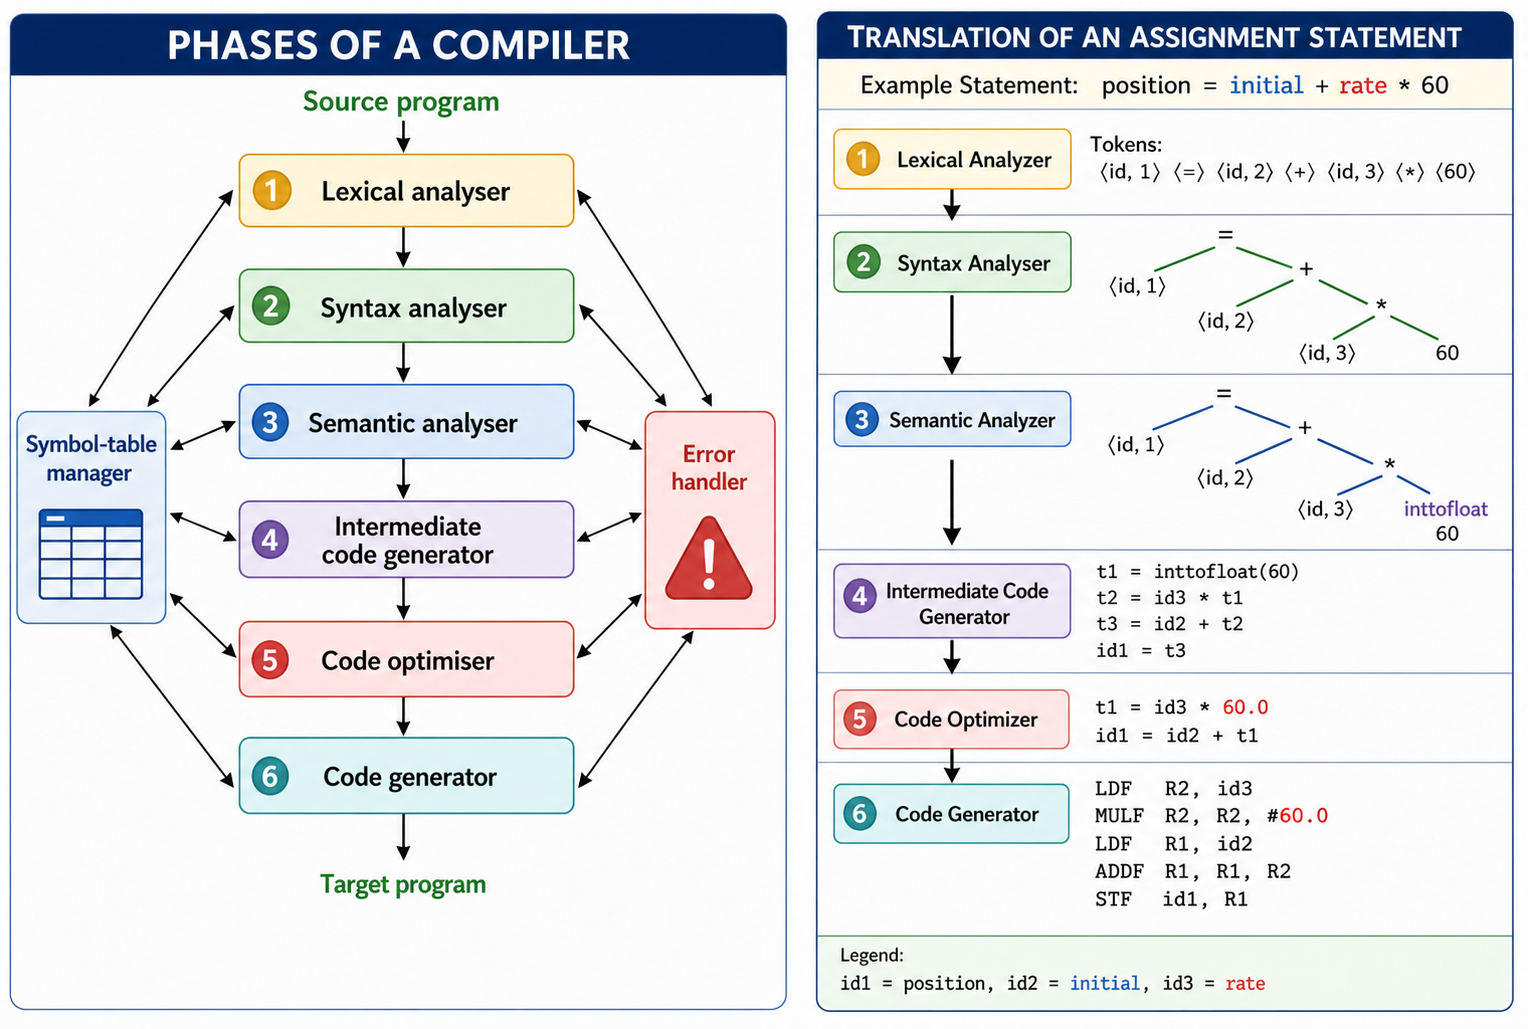 PHASES OF A COMPILER
Source program
1 Lexical analyser
2 Syntax analyser
3 Semantic analyser
4 Intermediate
code generator
5 Code optimiser
6 Code generator
Target program
Symbol-table
manager
Error
handler
!
TRANSLATION OF AN ASSIGNMENT STATEMENT
Example Statement: position = initial + rate * 60
1 Lexical Analyzer
Tokens:
⟨id, 1⟩ ⟨=⟩ ⟨id, 2⟩ ⟨+⟩ ⟨id, 3⟩ ⟨*⟩ ⟨60⟩
2 Syntax Analyser
=
⟨id, 1⟩ +
⟨id, 2⟩ *
⟨id, 3⟩ 60
3 Semantic Analyzer
=
⟨id, 1⟩ +
⟨id, 2⟩ *
⟨id, 3⟩ inttofloat
60
4 Intermediate Code
Generator
t1 = inttofloat(60)
t2 = id3 * t1
t3 = id2 + t2
id1 = t3
5 Code Optimizer
t1 = id3 * 60.0
id1 = id2 + t1
6 Code Generator
LDF R2, id3
MULF R2, R2, #60.0
LDF R1, id2
ADDF R1, R1, R2
STF id1, R1
Legend:
id1 = position, id2 = initial, id3 = rate